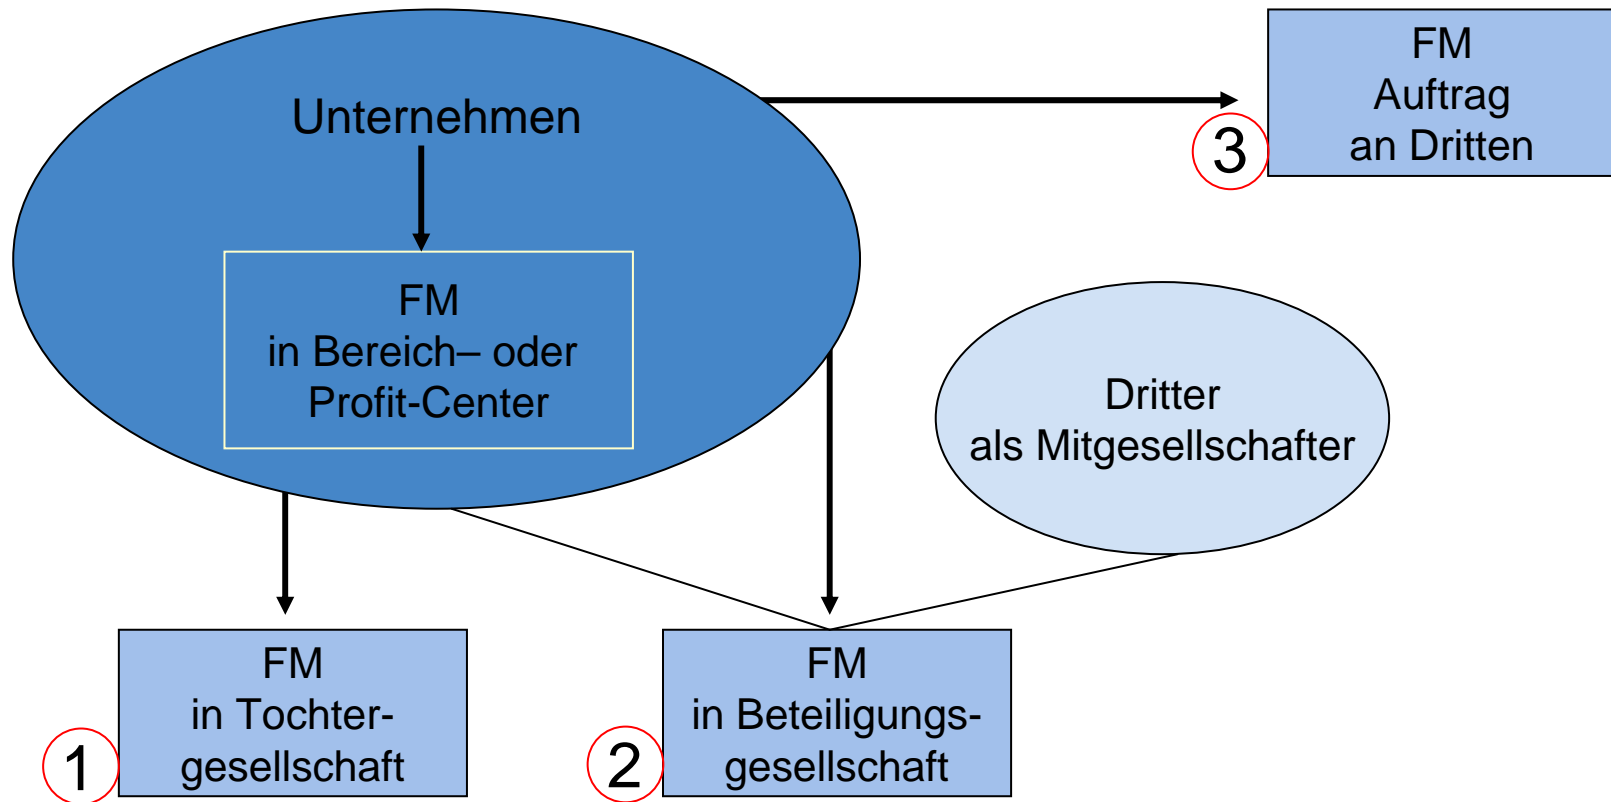 Unternehmen
FM
in Bereich– oder
Profit-Center
FM
Auftrag
an Dritten
3
Dritter
als Mitgesellschafter
FM
in Tochter-
gesellschaft
1
FM
in Beteiligungs-
gesellschaft
2